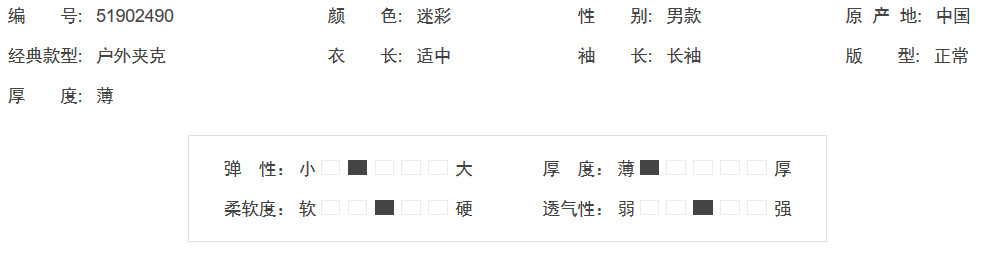 编 号: 51902490 颜 色: 迷彩 性 别: 男款 原 产 地: 中国
经典款型: 户外夹克 衣 长: 适中 袖 长: 长袖 版 型: 正常
厚 度: 薄
弹 性: 小 大 厚 度: 薄 厚
柔软度: 软 硬 透气性: 弱 强